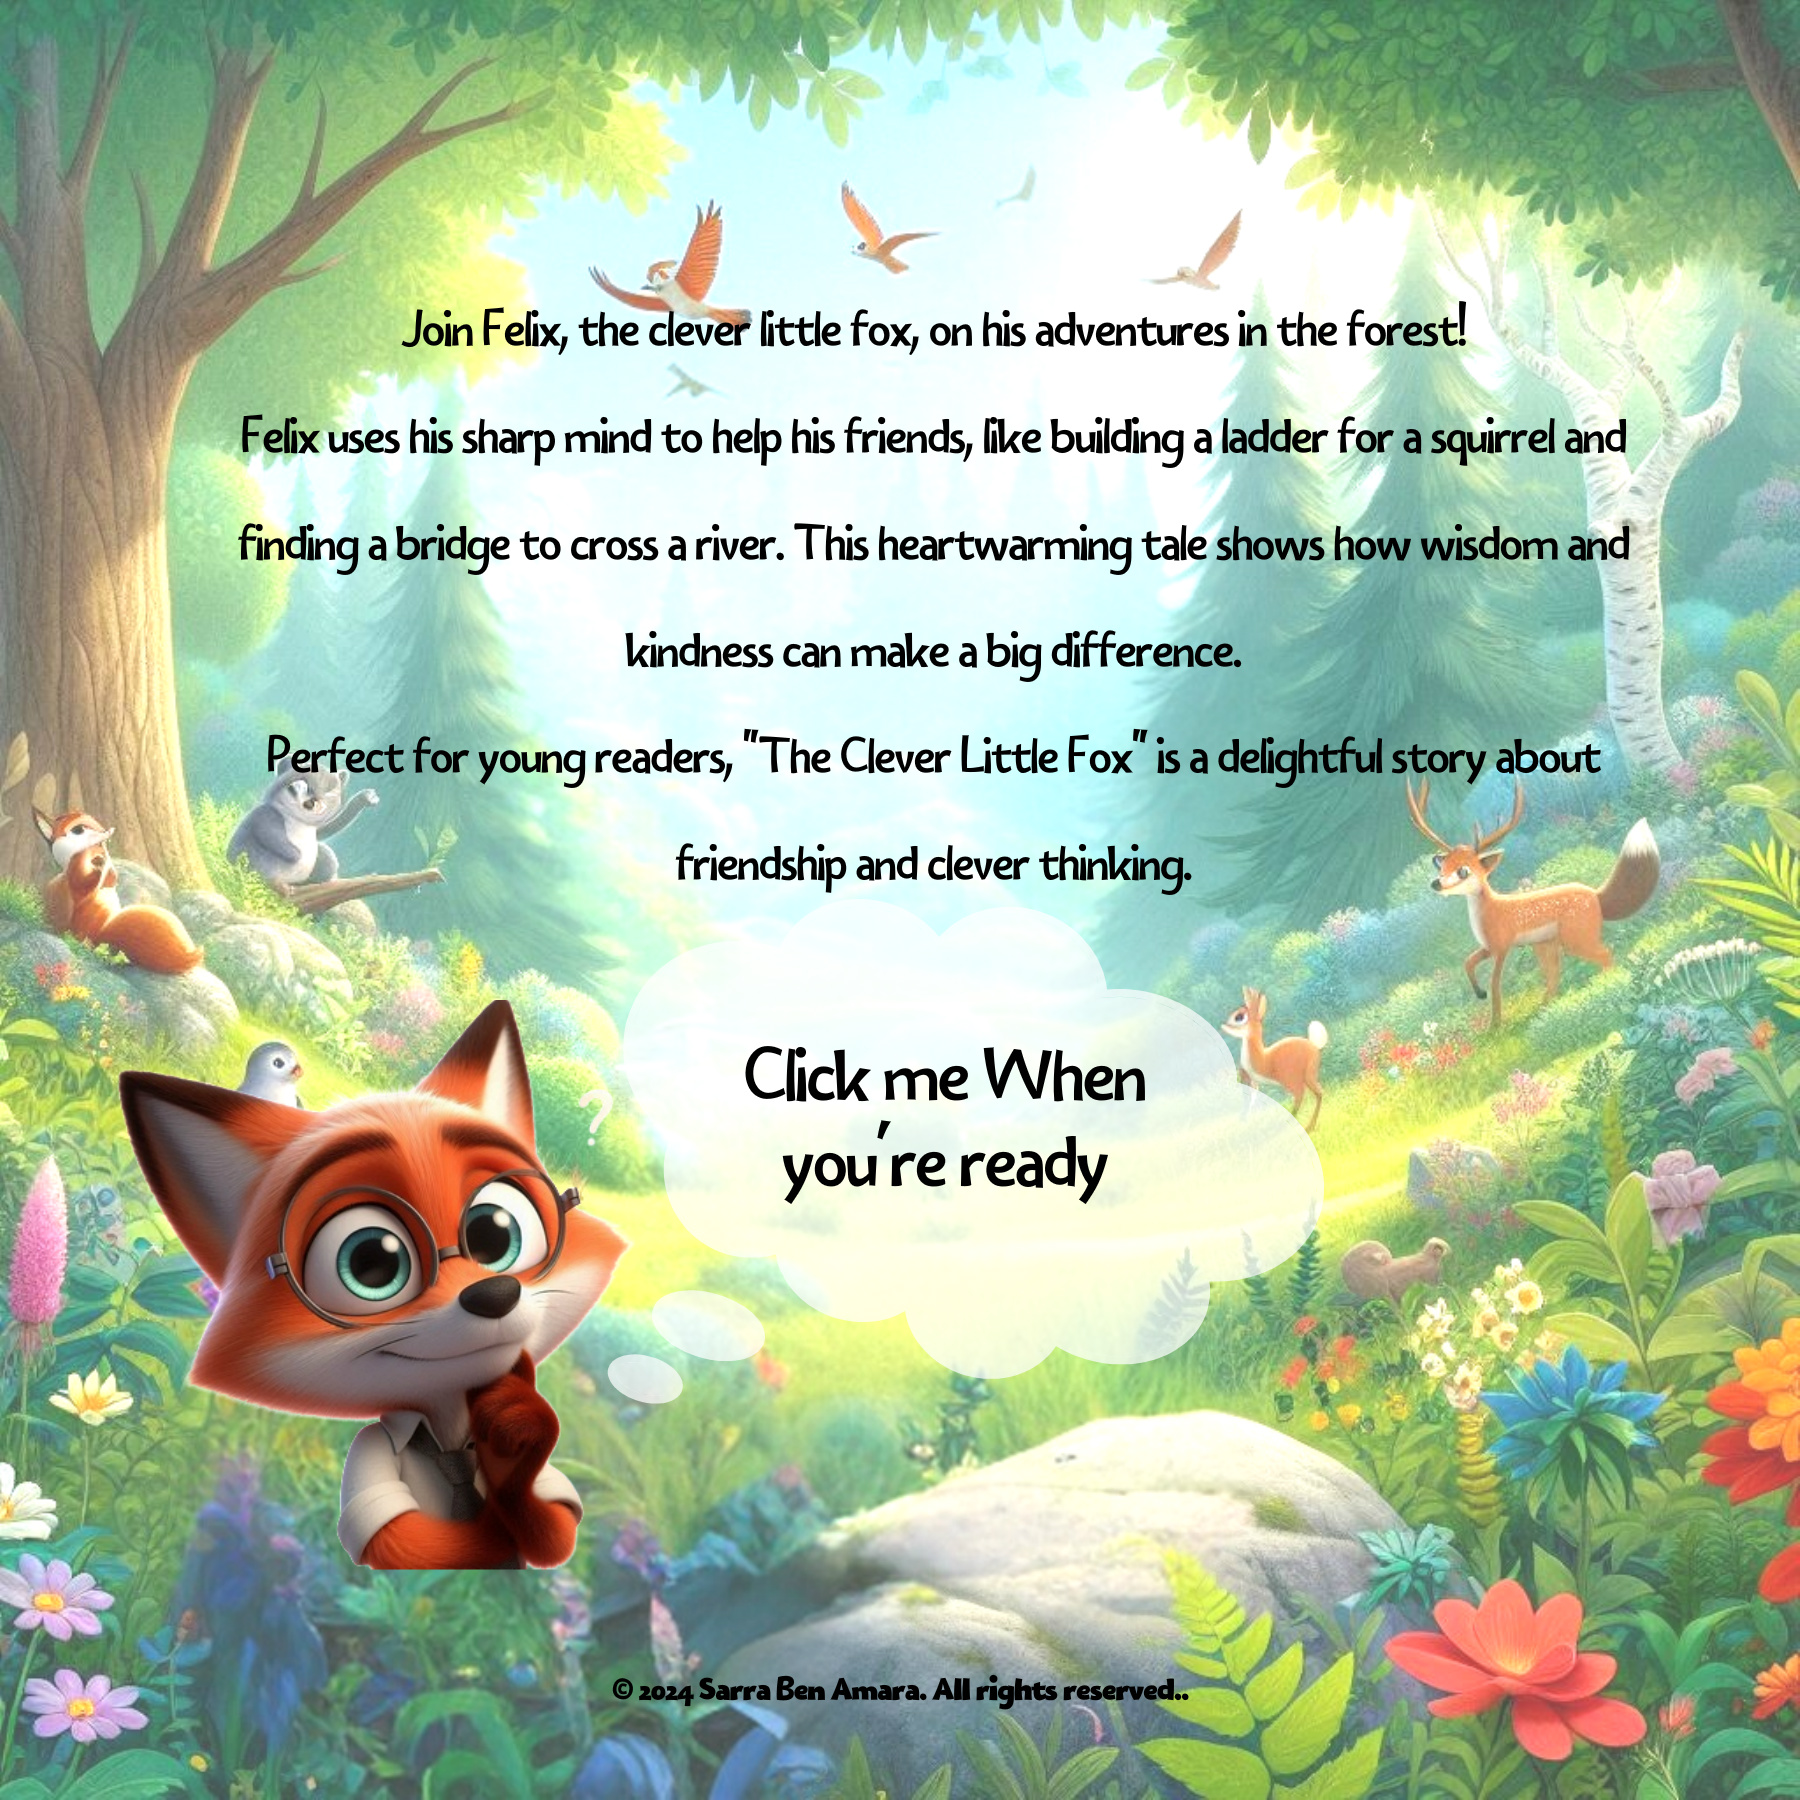 Join Felix, the clever little fox, on his adventures in the forest!
Felix uses his sharp mind to help his friends, like building a ladder for a squirrel and
finding a bridge to cross a river. This heartwarming tale shows how wisdom and
kindness can make a big difference.
Perfect for young readers, "The Clever Little Fox" is a delightful story about
friendship and clever thinking.
?
Click me When
you're ready
© 2024 Sarra Ben Amara. All rights reserved..